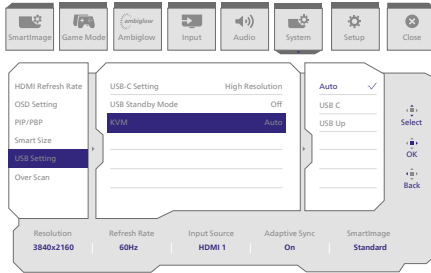 SmartImage
Game Mode
ambiglow
Ambiglow
Input
Audio
System
Setup
Close
HDMI Refresh Rate
OSD Setting
PIP/PBP
Smart Size
USB Setting
Over Scan
USB-C Setting High Resolution
USB Standby Mode Off
KVM Auto
Auto
USB C
USB Up
Select
OK
Back
Resolution Refresh Rate Input Source Adaptive Sync SmartImage
3840x2160 60Hz HDMI 1 On Standard